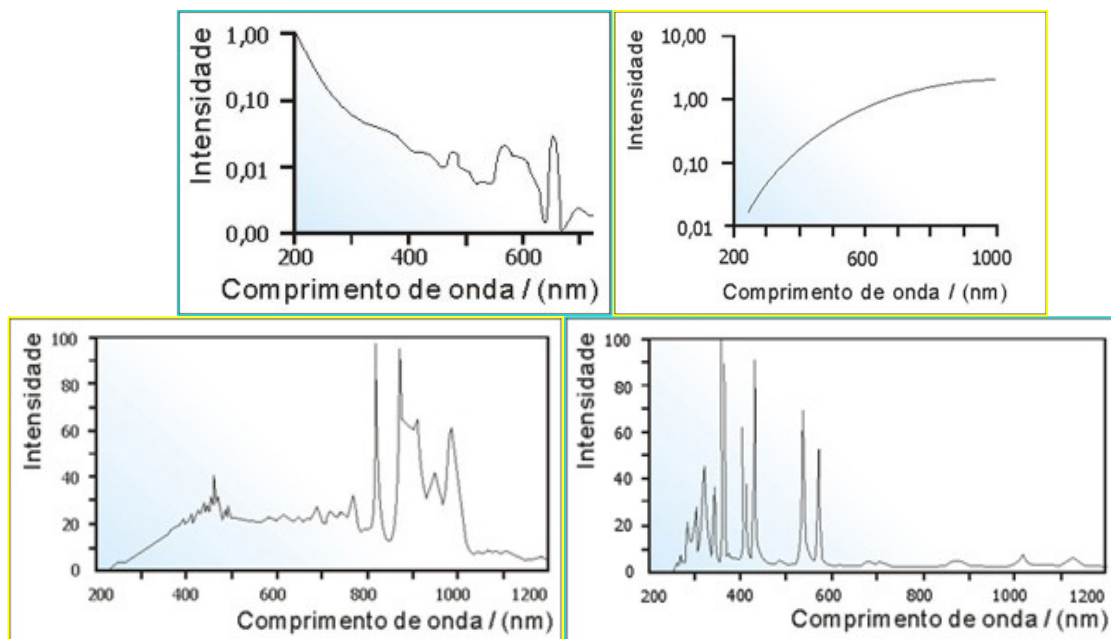 Intensidade
1,00
0,10
0,01
0,00
200 400 600
Comprimento de onda / (nm)
Intensidade
10,00
1,00
0,10
0,01
200 600 1000
Comprimento de onda / (nm)
Intensidade
100
80
60
40
20
0
200 400 600 800 1000 1200
Comprimento de onda / (nm)
Intensidade
100
80
60
40
20
0
200 400 600 800 1000 1200
Comprimento de onda / (nm)